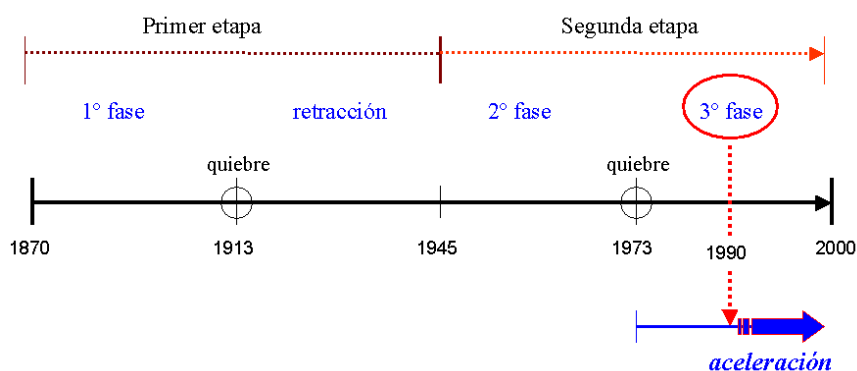 Primer etapa
Segunda etapa
1° fase
retracción
2° fase
3° fase
quiebre
quiebre
1870
1913
1945
1973
1990
2000
aceleración